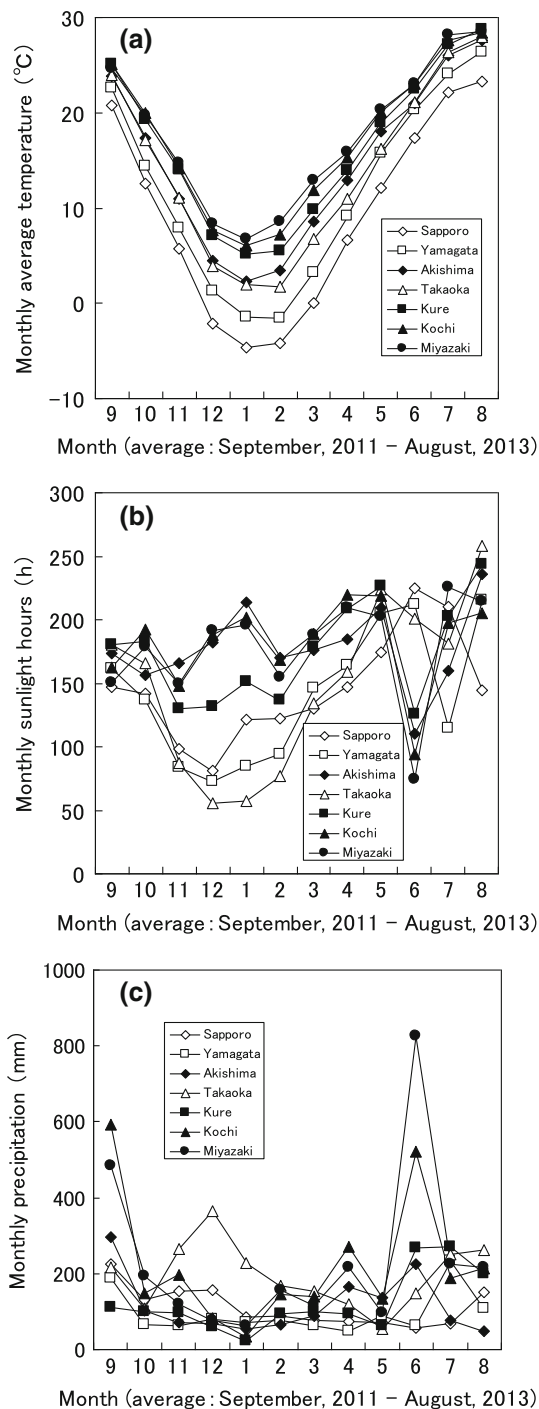 (a)
Monthly average temperature (℃)
30
20
10
0
−10
Sapporo
Yamagata
Akishima
Takaoka
Kure
Kochi
Miyazaki
9 10 11 12 1 2 3 4 5 6 7 8
Month (average : September, 2011 − August, 2013)
(b)
Monthly sunlight hours (h)
300
250
200
150
100
50
0
Sapporo
Yamagata
Akishima
Takaoka
Kure
Kochi
Miyazaki
9 10 11 12 1 2 3 4 5 6 7 8
Month (average : September, 2011 − August, 2013)
(c)
Monthly precipitation (mm)
1000
800
600
400
200
0
Sapporo
Yamagata
Akishima
Takaoka
Kure
Kochi
Miyazaki
9 10 11 12 1 2 3 4 5 6 7 8
Month (average : September, 2011 − August, 2013)